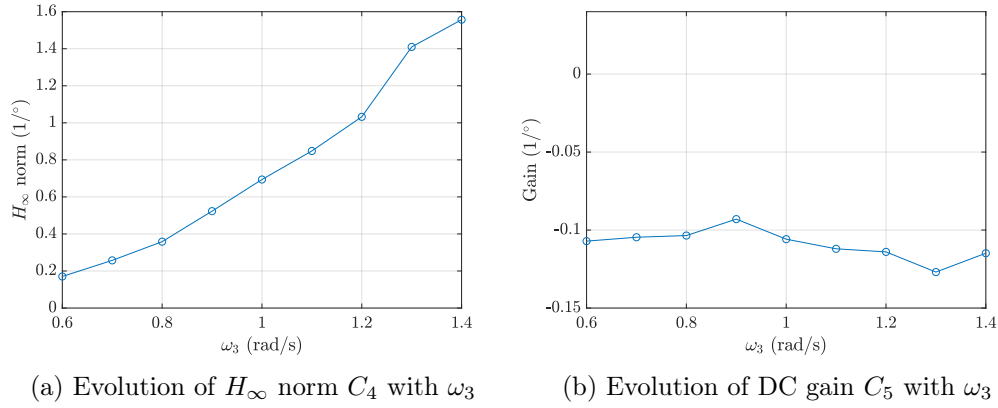 1.6
1.4
1.2
1
0.8
0.6
0.4
0.2
0
H∞ norm (1/°)
0.6 0.8 1 1.2 1.4
ω₃ (rad/s)
(a) Evolution of H∞ norm C₄ with ω₃
0
-0.05
-0.1
-0.15
Gain (1/°)
0.6 0.8 1 1.2 1.4
ω₃ (rad/s)
(b) Evolution of DC gain C₅ with ω₃